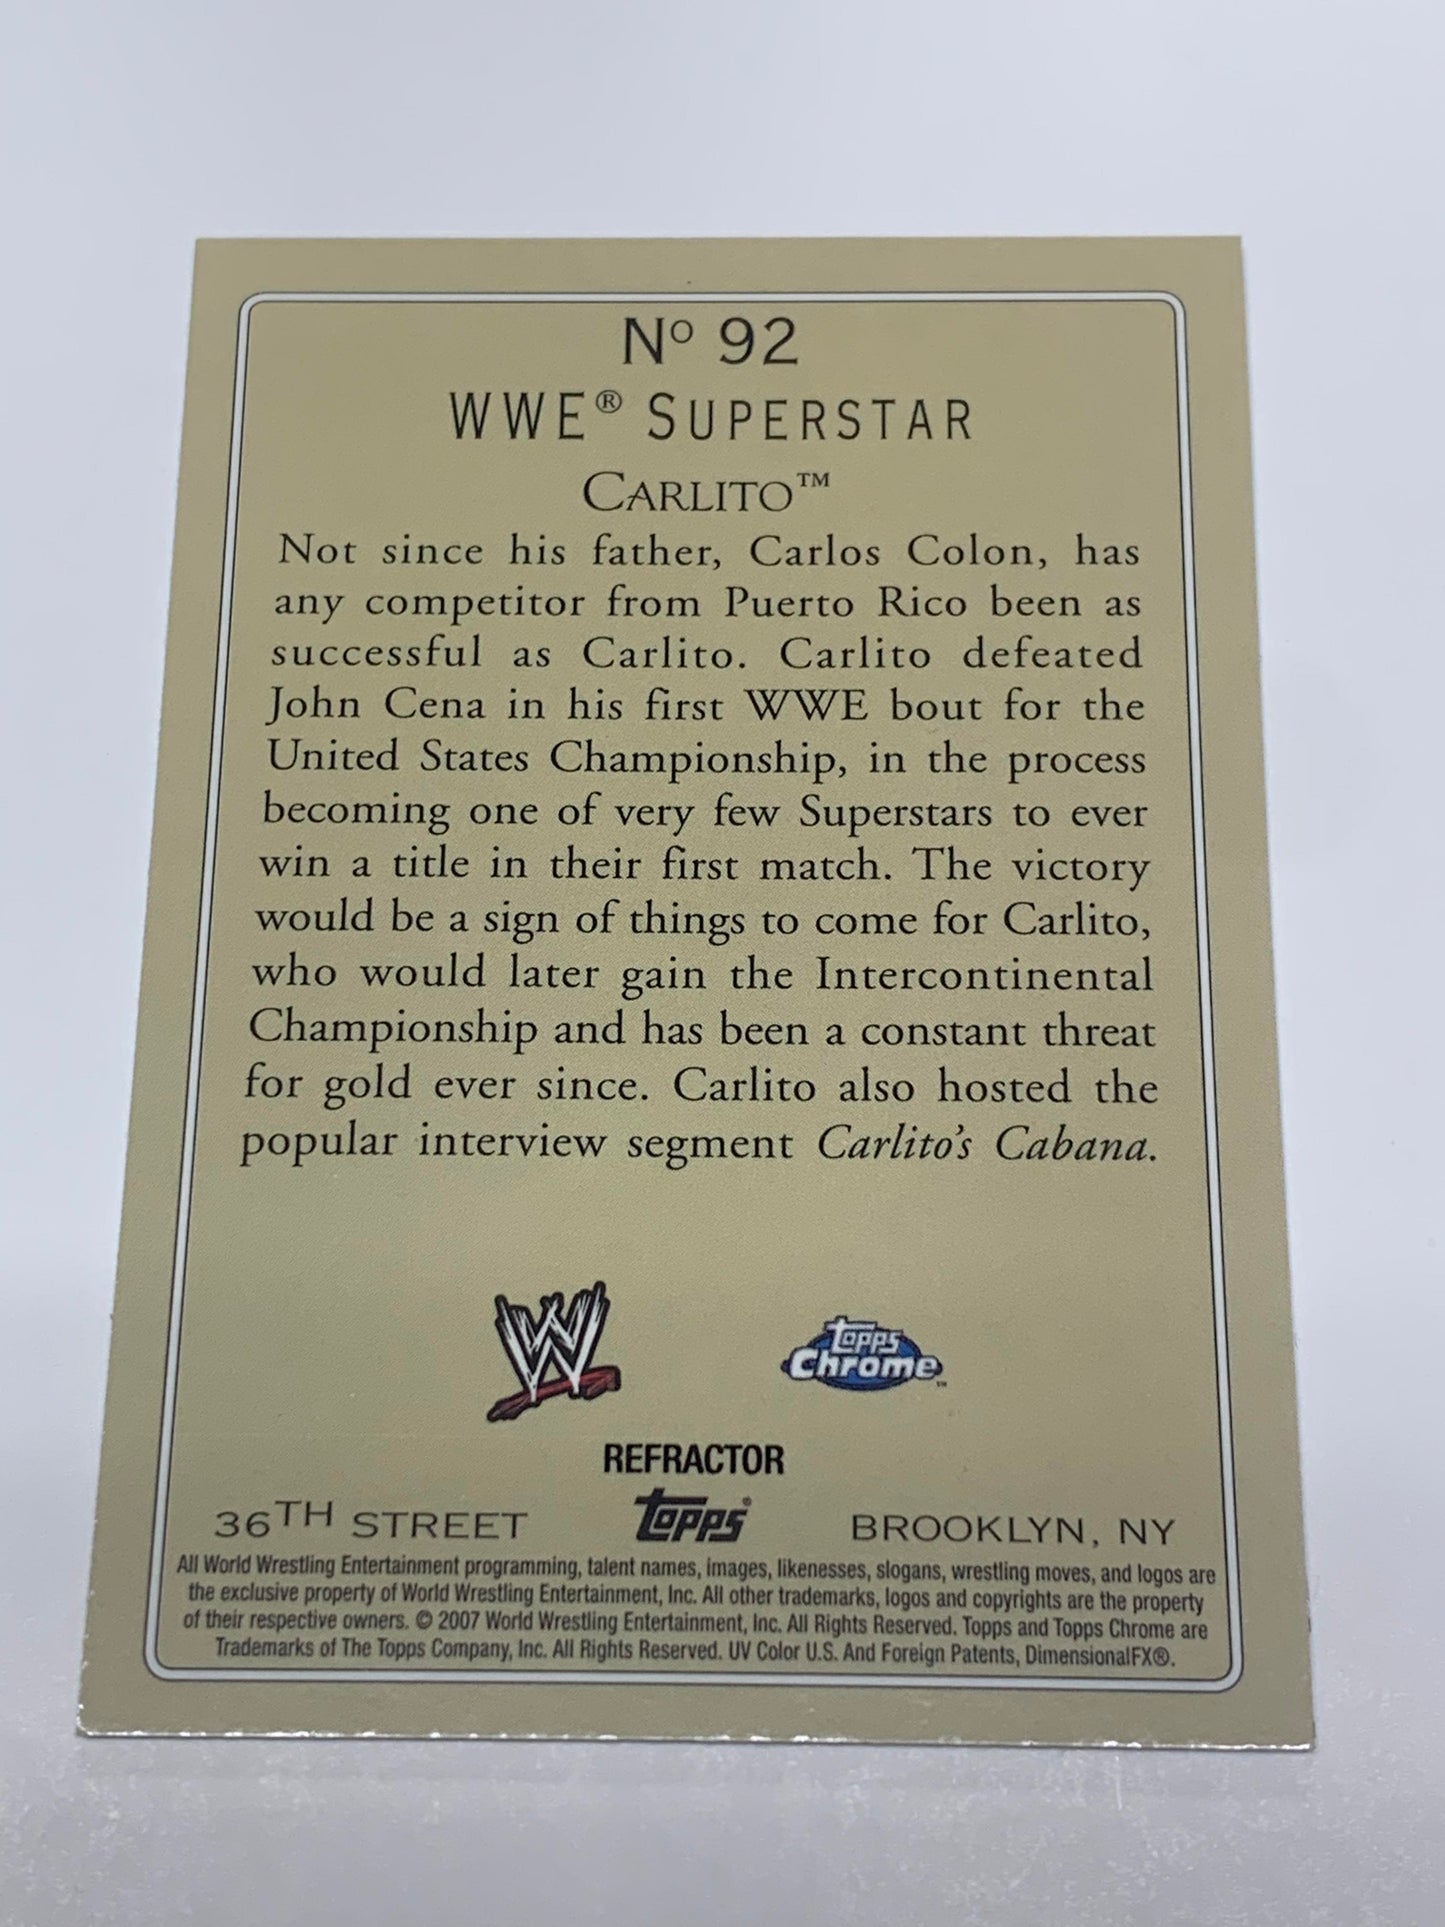 Nº 92
WWE® SUPERSTAR
CARLITO™
Not since his father, Carlos Colon, has
any competitor from Puerto Rico been as
successful as Carlito. Carlito defeated
John Cena in his first WWE bout for the
United States Championship, in the process
becoming one of very few Superstars to ever
win a title in their first match. The victory
would be a sign of things to come for Carlito,
who would later gain the Intercontinental
Championship and has been a constant threat
for gold ever since. Carlito also hosted the
popular interview segment Carlito's Cabana.
W
topps
Chrome™
REFRACTOR
36TH STREET topps® BROOKLYN, NY
All World Wrestling Entertainment programming, talent names, images, likenesses, slogans, wrestling moves, and logos are
the exclusive property of World Wrestling Entertainment, Inc. All other trademarks, logos and copyrights are the property
of their respective owners. © 2007 World Wrestling Entertainment, Inc. All Rights Reserved. Topps and Topps Chrome are
Trademarks of The Topps Company, Inc. All Rights Reserved. UV Color U.S. And Foreign Patents, DimensionalFX®.